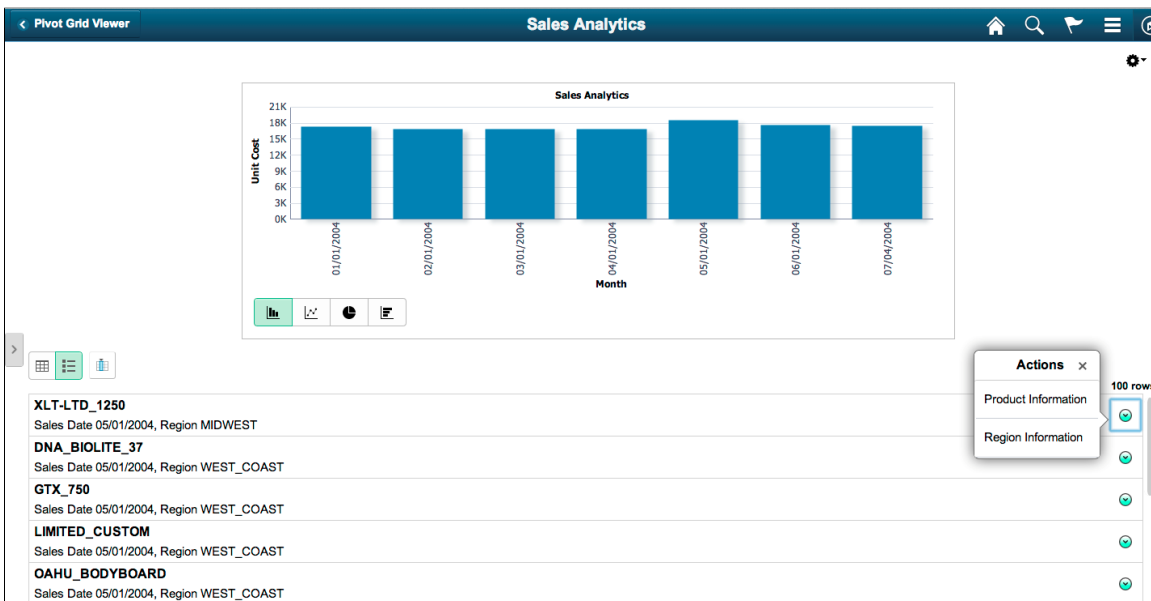 Pivot Grid Viewer
Sales Analytics
Sales Analytics
21K
18K
15K
12K
9K
6K
3K
0K
Unit Cost
01/01/2004
02/01/2004
03/01/2004
04/01/2004
05/01/2004
06/01/2004
07/04/2004
Month
Actions
Product Information
Region Information
100 rows
XLT-LTD_1250
Sales Date 05/01/2004, Region MIDWEST
DNA_BIOLITE_37
Sales Date 05/01/2004, Region WEST_COAST
GTX_750
Sales Date 05/01/2004, Region WEST_COAST
LIMITED_CUSTOM
Sales Date 05/01/2004, Region WEST_COAST
OAHU_BODYBOARD
Sales Date 05/01/2004, Region WEST_COAST